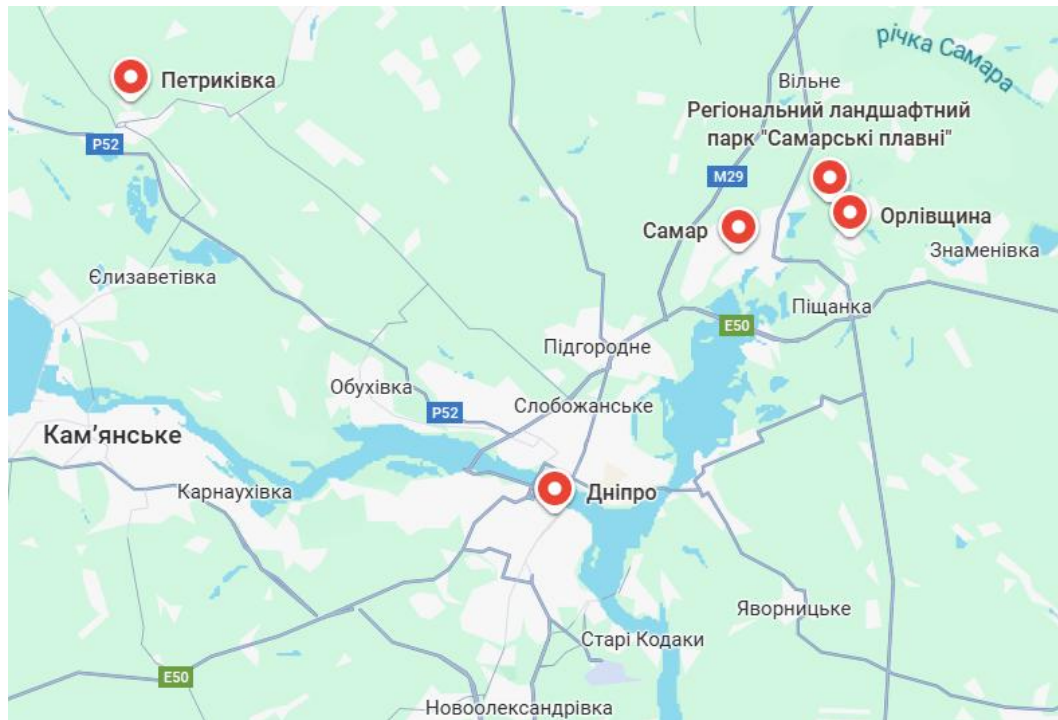 річка Самара
Петриківка
Вільне
Регіональний ландшафтний
парк "Самарські плавні"
P52
M29
Орлівщина
Самар
Знаменівка
Єлизаветівка
Піщанка
E50
Підгородне
Обухівка
P52
Слобожанське
Кам’янське
Карнаухівка
Дніпро
Яворницьке
Старі Кодаки
E50
Новоолександрівка